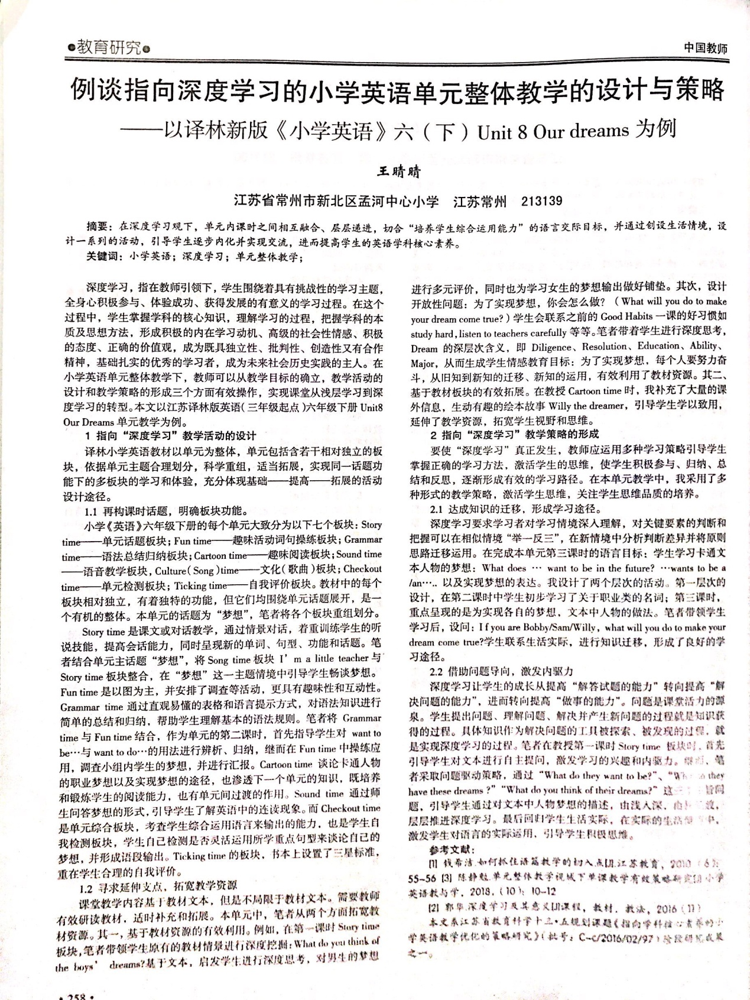 •教育研究•
中国教师
例谈指向深度学习的小学英语单元整体教学的设计与策略
——以译林新版《小学英语》六（下）Unit 8 Our dreams 为例
王晴晴
江苏省常州市新北区孟河中心小学 江苏常州 213139
摘要：在深度学习观下，单元内课时之间相互融合、层层递进，切合“培养学生综合运用能力”的语言交际目标，并通过创设生活情境，设
计一系列的活动，引导学生逐步内化并实现交流，进而提高学生的英语学科核心素养。
关键词：小学英语；深度学习；单元整体教学；
深度学习，指在教师引领下，学生围绕着具有挑战性的学习主题，
全身心积极参与、体验成功、获得发展的有意义的学习过程。在这个
过程中，学生掌握学科的核心知识，理解学习的过程，把握学科的本
质及思想方法，形成积极的内在学习动机、高级的社会性情感、积极
的态度、正确的价值观，成为既具独立性、批判性、创造性又有合作
精神，基础扎实的优秀的学习者，成为未来社会历史实践的主人。在
小学英语单元整体教学下，教师可以从教学目标的确立，教学活动的
设计和教学策略的形成三个方面有效操作，实现课堂从浅层学习到深
度学习的转型。本文以江苏译林版英语（三年级起点）六年级下册 Unit8
Our Dreams 单元教学为例。
1 指向“深度学习”教学活动的设计
译林小学英语教材以单元为整体，单元包括含若干相对独立的板
块，依据单元主题合理划分，科学重组，适当拓展，实现同一话题功
能下的多板块的学习和体验，充分体现基础——提高——拓展的活动
设计途径。
1.1 再构课时话题，明确板块功能。
小学《英语》六年级下册的每个单元大致分为以下七个板块：Story
time——单元话题板块；Fun time——趣味活动词句操练板块；Grammar
time——语法总结归纳板块；Cartoon time——趣味阅读板块；Sound time
——语音教学板块，Culture（Song）time——文化（歌曲）板块；Checkout
time——单元检测板块；Ticking time——自我评价板块。教材中的每个
板块相对独立，有着独特的功能，但它们均围绕单元话题展开，是一
个有机的整体。本单元的话题为“梦想”，笔者将各个板块重组划分。
Story time 是课文或对话教学，通过情景对话，着重训练学生的听
说技能，提高会话能力，同时呈现新的单词、句型、功能和话题。笔
者结合单元主话题“梦想”，将 Song time 板块 I’m a little teacher 与
Story time 板块整合，在“梦想”这一主题情境中引导学生畅谈梦想。
Fun time 是以图为主，并安排了调查等活动，更具有趣味性和互动性。
Grammar time 通过直观易懂的表格和语言提示方式，对语法知识进行
简单的总结和归纳，帮助学生理解基本的语法规则。笔者将 Grammar
time 与 Fun time 结合，作为单元的第二课时，首先指导学生对 want to
be…与 want to do…的用法进行辨析、归纳，继而在 Fun time 中操练应
用，调查小组内学生的梦想，并进行汇报。Cartoon time 谈论卡通人物
的职业梦想以及实现梦想的途径，也渗透下一个单元的知识，既培养
和锻炼学生的阅读能力，也有单元间过渡的作用。Sound time 通过师
生问答梦想的形式，引导学生了解英语中的连读现象。而 Checkout time
是单元综合板块，考查学生综合运用语言来输出的能力，也是学生自
我检测板块，学生自己检测是否灵活运用所学重点句型来谈论自己的
梦想，并形成语段输出。Ticking time 的板块，书本上设置了三星标准，
重在学生合理的自我评价。
1.2 寻求延伸支点，拓宽教学资源
课堂教学内容基于教材文本，但是不局限于教材文本。需要教师
有效研读教材，适时补充和拓展。本单元中，笔者从两个方面拓宽教
材资源。其一，基于教材资源的有效利用。例如，在第一课时 Story time
板块，笔者带领学生原有的教材情景进行深度挖掘：What do you think of
the boys’ dreams?基于文本，启发学生进行深度思考，对男生的梦想
进行多元评价，同时也为学习女生的梦想输出做好铺垫。其次，设计
开放性问题：为了实现梦想，你会怎么做？（What will you do to make
your dream come true?）学生会联系之前的 Good Habits 一课的好习惯如
study hard，listen to teachers carefully 等等。笔者带着学生进行深度思考，
Dream 的深层次含义，即 Diligence、Resolution、Education、Ability、
Major，从而生成学生情感教育目标：为了实现梦想，每个人要努力奋
斗，从旧知到新知的迁移、新知的运用，有效利用了教材资源。其二、
基于教材板块的有效拓展。在教授 Cartoon time 时，我补充了大量的课
外信息，生动有趣的绘本故事 Willy the dreamer，引导学生学以致用，
延伸了教学资源，拓宽学生视野和思维。
2 指向“深度学习”教学策略的形成
要使“深度学习”真正发生，教师应运用多种学习策略引导学生
掌握正确的学习方法，激活学生的思维，使学生积极参与、归纳、总
结和反思，逐渐形成有效的学习路径。在本单元教学中，我采用了多
种形式的教学策略，激活学生思维，关注学生思维品质的培养。
2.1 达成知识的迁移，形成学习途径。
深度学习要求学习者对学习情境深入理解，对关键要素的判断和
把握可以在相似情境“举一反三”，在新情境中分析判断差异并将原则
思路迁移运用。在完成本单元第三课时的语言目标：学生学习卡通文
本人物的梦想：What does … want to be in the future? …wants to be a
/an….. 以及实现梦想的表达。我设计了两个层次的活动。第一层次的
设计，在第二课时中学生初步学习了关于职业类的名词；第三课时，
重点呈现的是为实现各自的梦想，文本中人物的做法。笔者带领学生
学习后，设问：If you are Bobby/Sam/Willy，what will you do to make your
dream come true?学生联系生活实际，进行知识迁移，形成了良好的学
习途径。
2.2 借助问题导向，激发内驱力
深度学习让学生的成长从提高“解答试题的能力”转向提高“解
决问题的能力”，进而转向提高“做事的能力”。问题是课堂活力的源
泉。学生提出问题、理解问题、解决并产生新问题的过程就是知识获
得的过程。具体知识作为解决问题的工具被探索、被发现的过程，就
是实现深度学习的过程。笔者在教授第一课时 Story time 板块时，首先
引导学生对文本进行自主提问，激发学习的兴趣和内驱力。继而，笔
者采取问题驱动策略，通过“What do they want to be?”、“ they
have these dreams？”“What do you think of their dreams?”这 问
题，引导学生通过对文本中人物梦想的描述，由浅入深，
层层推进深度学习。最后回归学生生活实际，在实际的生活 中，
激发学生对语言的实际运用，引导学生积极思维。
参考文献：
[1] 钱希洁.如何抓住语篇教学的切入点[J].江苏教育，2010（6）：
55-56 [3] 陈静勉.单元整体教学视域下单课教学有效策略研究[J].小学
英语教与学，2018，（10）：10-12
[2] 郭华.深度学习及其意义[J].课程，教材，教法，2016（11）
本文系江苏省教育科学十三·五规划课题《指向学科核心素养的小
学英语教学优化的策略研究》（批号：C-c/2016/02/97）阶段研究成果
之一。
•258•